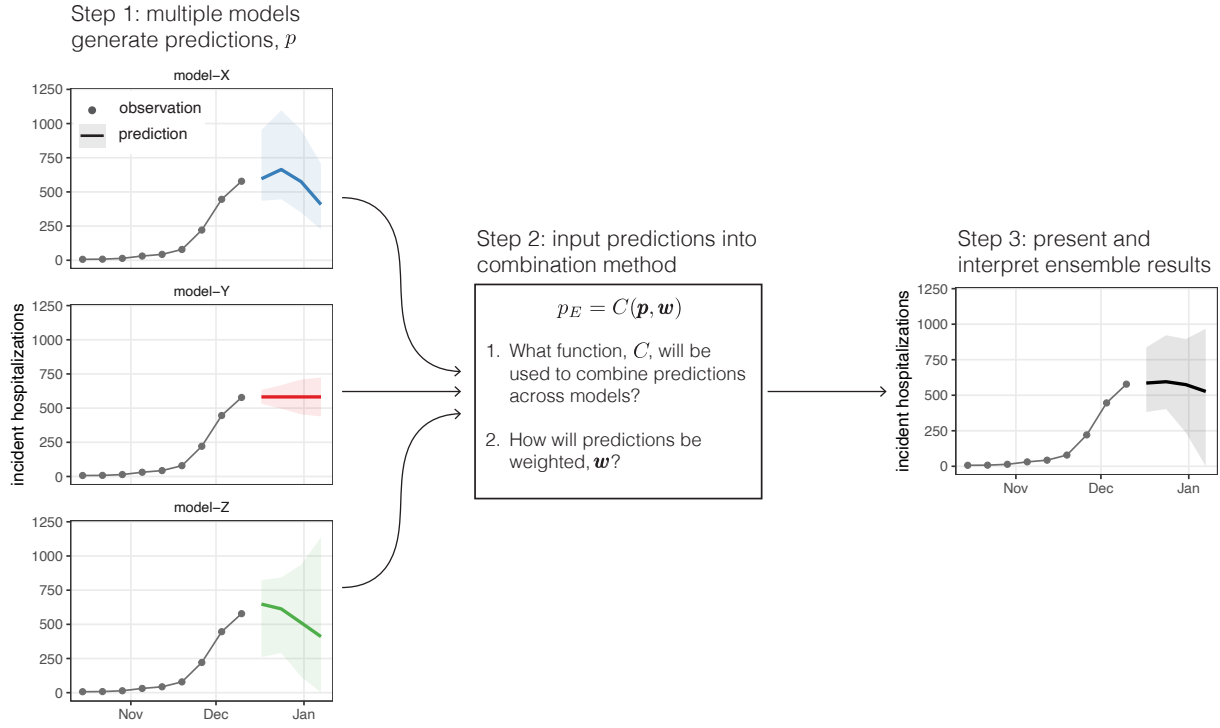 Step 1: multiple models
generate predictions, p
model−X
1250
1000
750
500
250
0
observation
prediction
model−Y
1250
1000
750
500
250
0
incident hospitalizations
model−Z
1250
1000
750
500
250
0
Nov
Dec
Jan
Step 2: input predictions into
combination method
p_E = C(p, w)
1. What function, C, will be
used to combine predictions
across models?
2. How will predictions be
weighted, w?
Step 3: present and
interpret ensemble results
1250
1000
750
500
250
0
incident hospitalizations
Nov
Dec
Jan